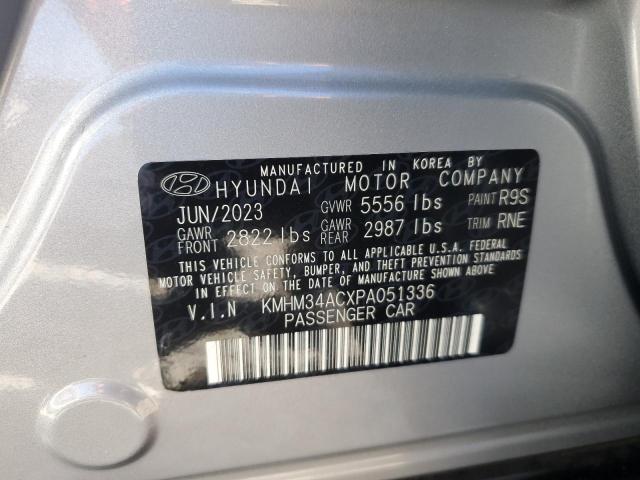 MANUFACTURED IN KOREA BY
HYUNDAI MOTOR COMPANY
JUN/2023 GVWR 5556 lbs PAINT R9S
GAWR FRONT 2822 lbs GAWR REAR 2987 lbs TRIM RNE
THIS VEHICLE CONFORMS TO ALL APPLICABLE U.S.A. FEDERAL
MOTOR VEHICLE SAFETY, BUMPER, AND THEFT PREVENTION STANDARDS
IN EFFECT ON THE DATE OF MANUFACTURE SHOWN ABOVE.
V.I.N KMHM34ACXPA051336
PASSENGER CAR